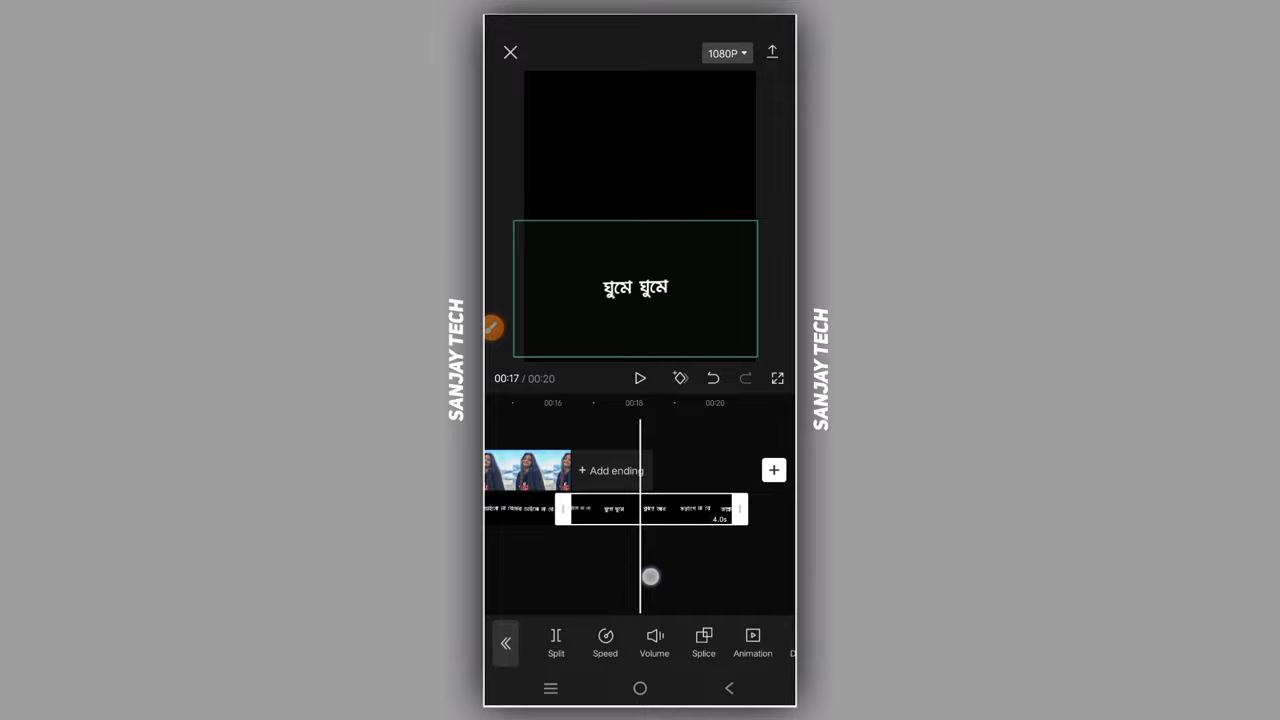 1080P
ঘুমে ঘুমে
SANJAY TECH
SANJAY TECH
00:17 / 00:20
00:16
00:18
00:20
+ Add ending
ঘুমে ঘুমে
4.0s
Split
Speed
Volume
Splice
Animation
D